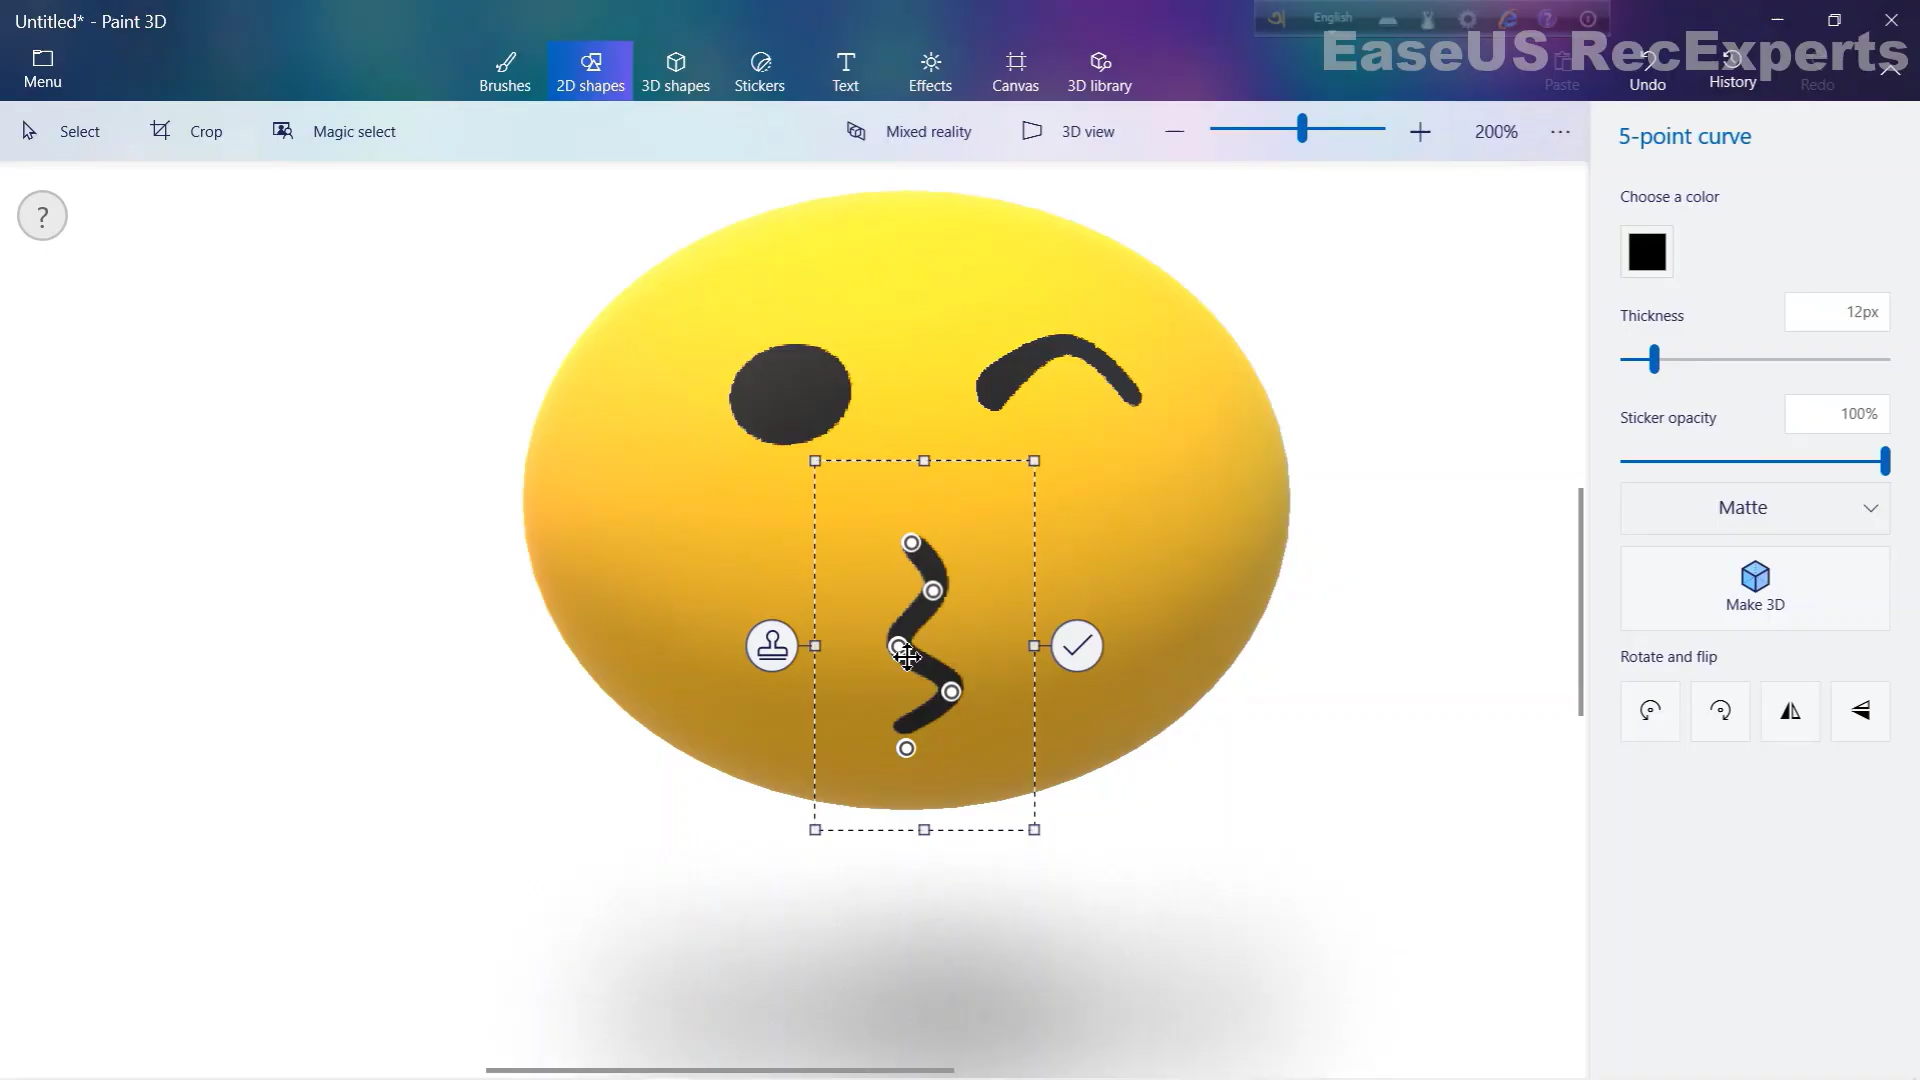 Untitled* - Paint 3D
English
EaseUS RecExperts
Menu
Brushes
2D shapes
3D shapes
Stickers
Text
Effects
Canvas
3D library
Paste
Undo
History
Redo
Select
Crop
Magic select
Mixed reality
3D view
200%
5-point curve
?
Choose a color
Thickness
12px
Sticker opacity
100%
Matte
Make 3D
Rotate and flip